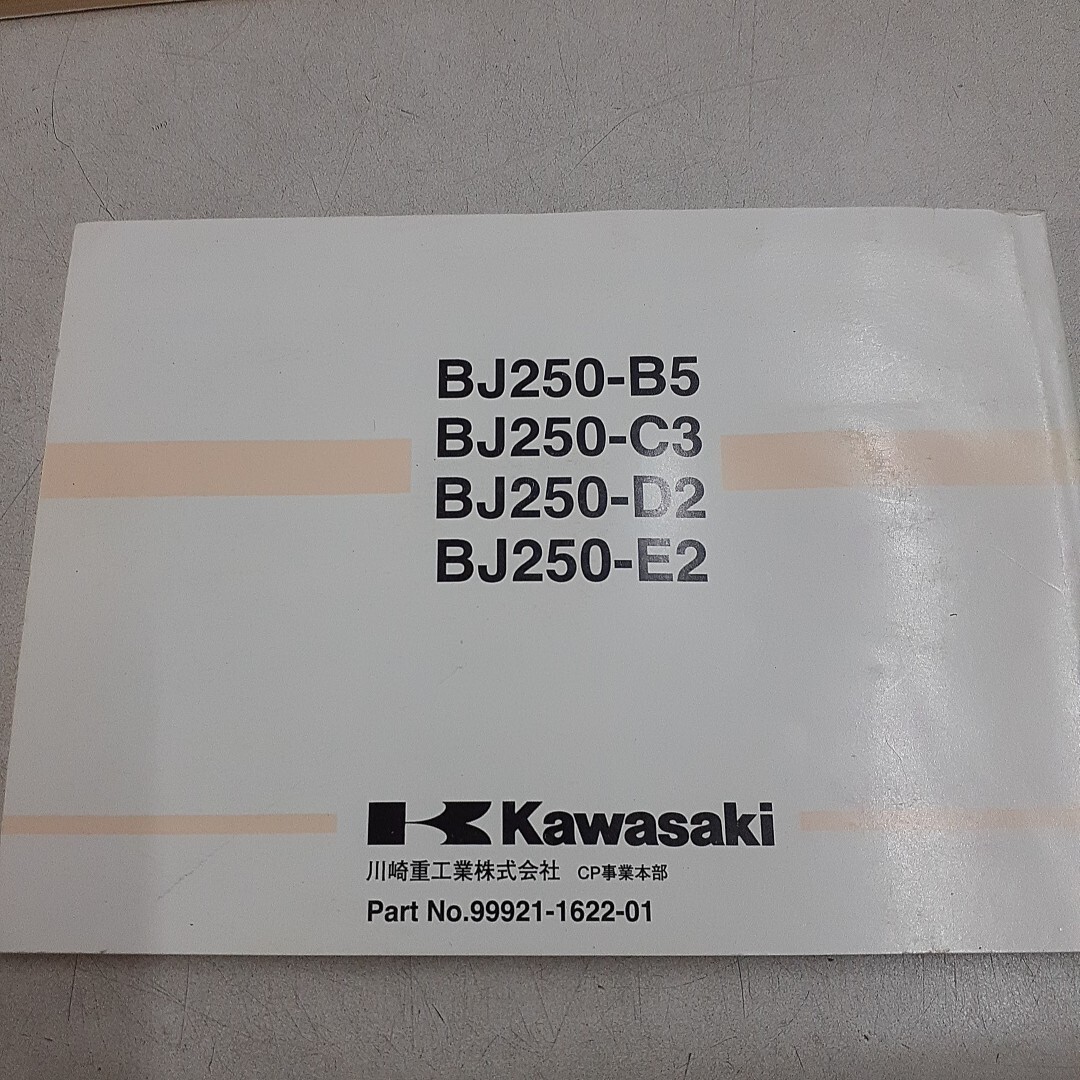 BJ250-B5
BJ250-C3
BJ250-D2
BJ250-E2
Kawasaki
川崎重工業株式会社 CP事業本部
Part No.99921-1622-01